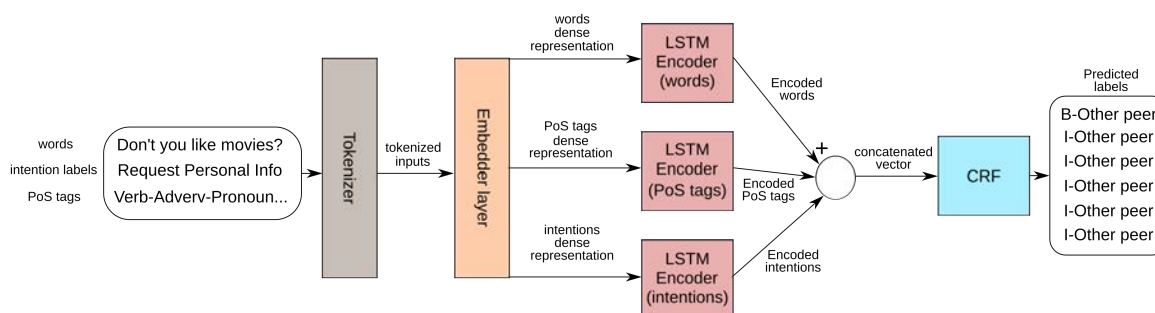 words
intention labels
PoS tags
Don't you like movies?
Request Personal Info
Verb-Adverv-Pronoun...
Tokenizer
tokenized
inputs
Embedder layer
words
dense
representation
PoS tags
dense
representation
intentions
dense
representation
LSTM
Encoder
(words)
LSTM
Encoder
(PoS tags)
LSTM
Encoder
(intentions)
Encoded
words
Encoded
PoS tags
Encoded
intentions
+
concatenated
vector
CRF
Predicted
labels
B-Other peer
I-Other peer
I-Other peer
I-Other peer
I-Other peer
I-Other peer